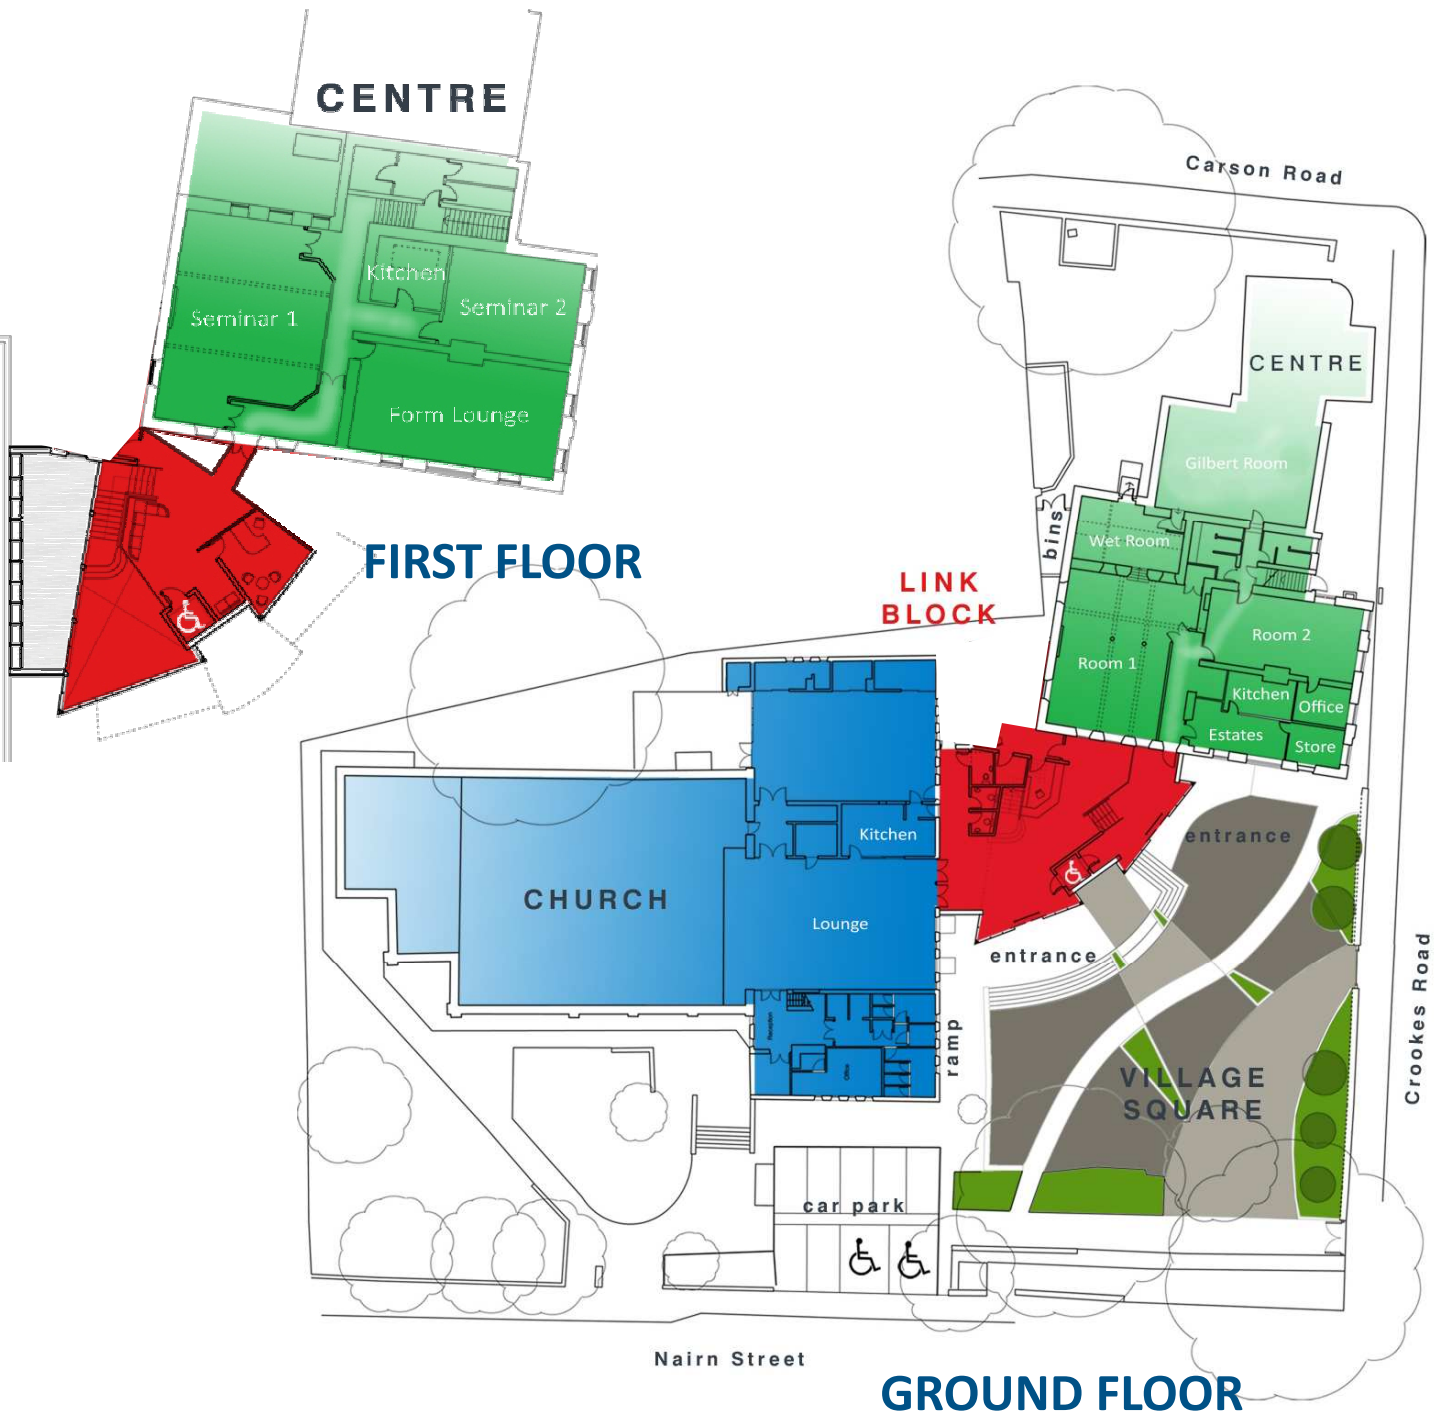 CENTRE
Kitchen
Seminar 2
Seminar 1
Form Lounge
FIRST FLOOR
Carson Road
CENTRE
Gilbert Room
bins
Wet Room
LINK
BLOCK
Room 2
Room 1
Kitchen
Office
Estates
Store
Kitchen
entrance
CHURCH
Lounge
entrance
Crookes Road
Reception
ramp
Office
VILLAGE
SQUARE
car park
Nairn Street
GROUND FLOOR